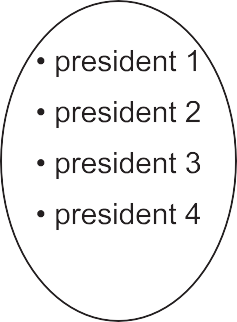 • president 1
• president 2
• president 3
• president 4